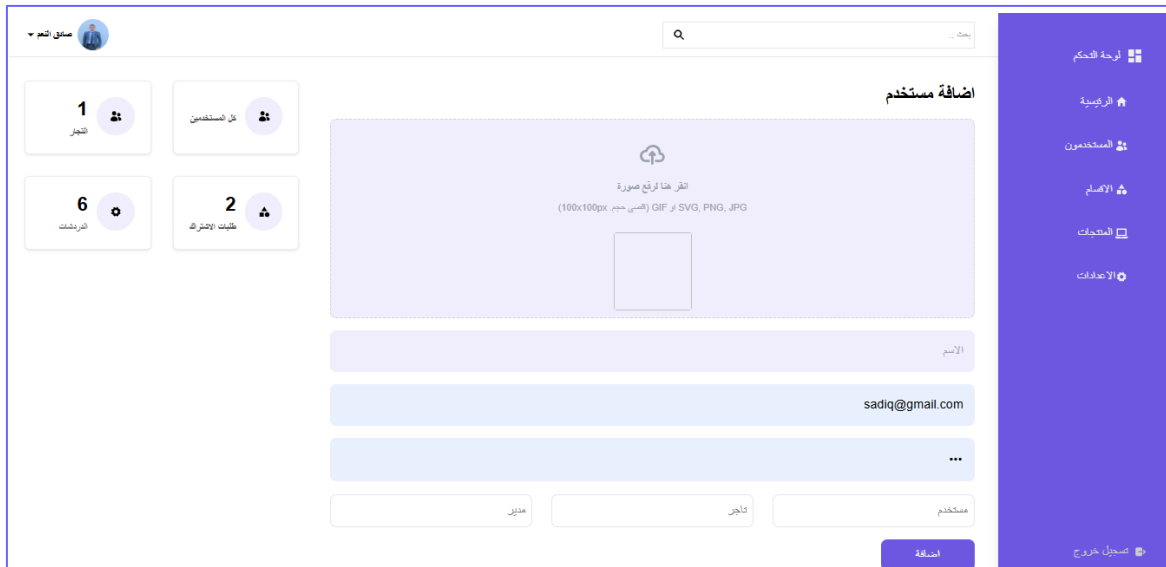 لوحة التحكم
الرئيسية
المستخدمون
الاقسام
المنتجات
الاعدادات
تسجيل خروج
بحث ..
صادق النعم
اضافة مستخدم
انقر هنا لرفع صورة
SVG, PNG, JPG او GIF (اقصى حجم 100x100px)
الاسم
sadiq@gmail.com
•••
مستخدم
تاجر
مدير
اضافة
كل المستخدمين
1
التجار
2
طلبات الاشتراك
6
الدردشات